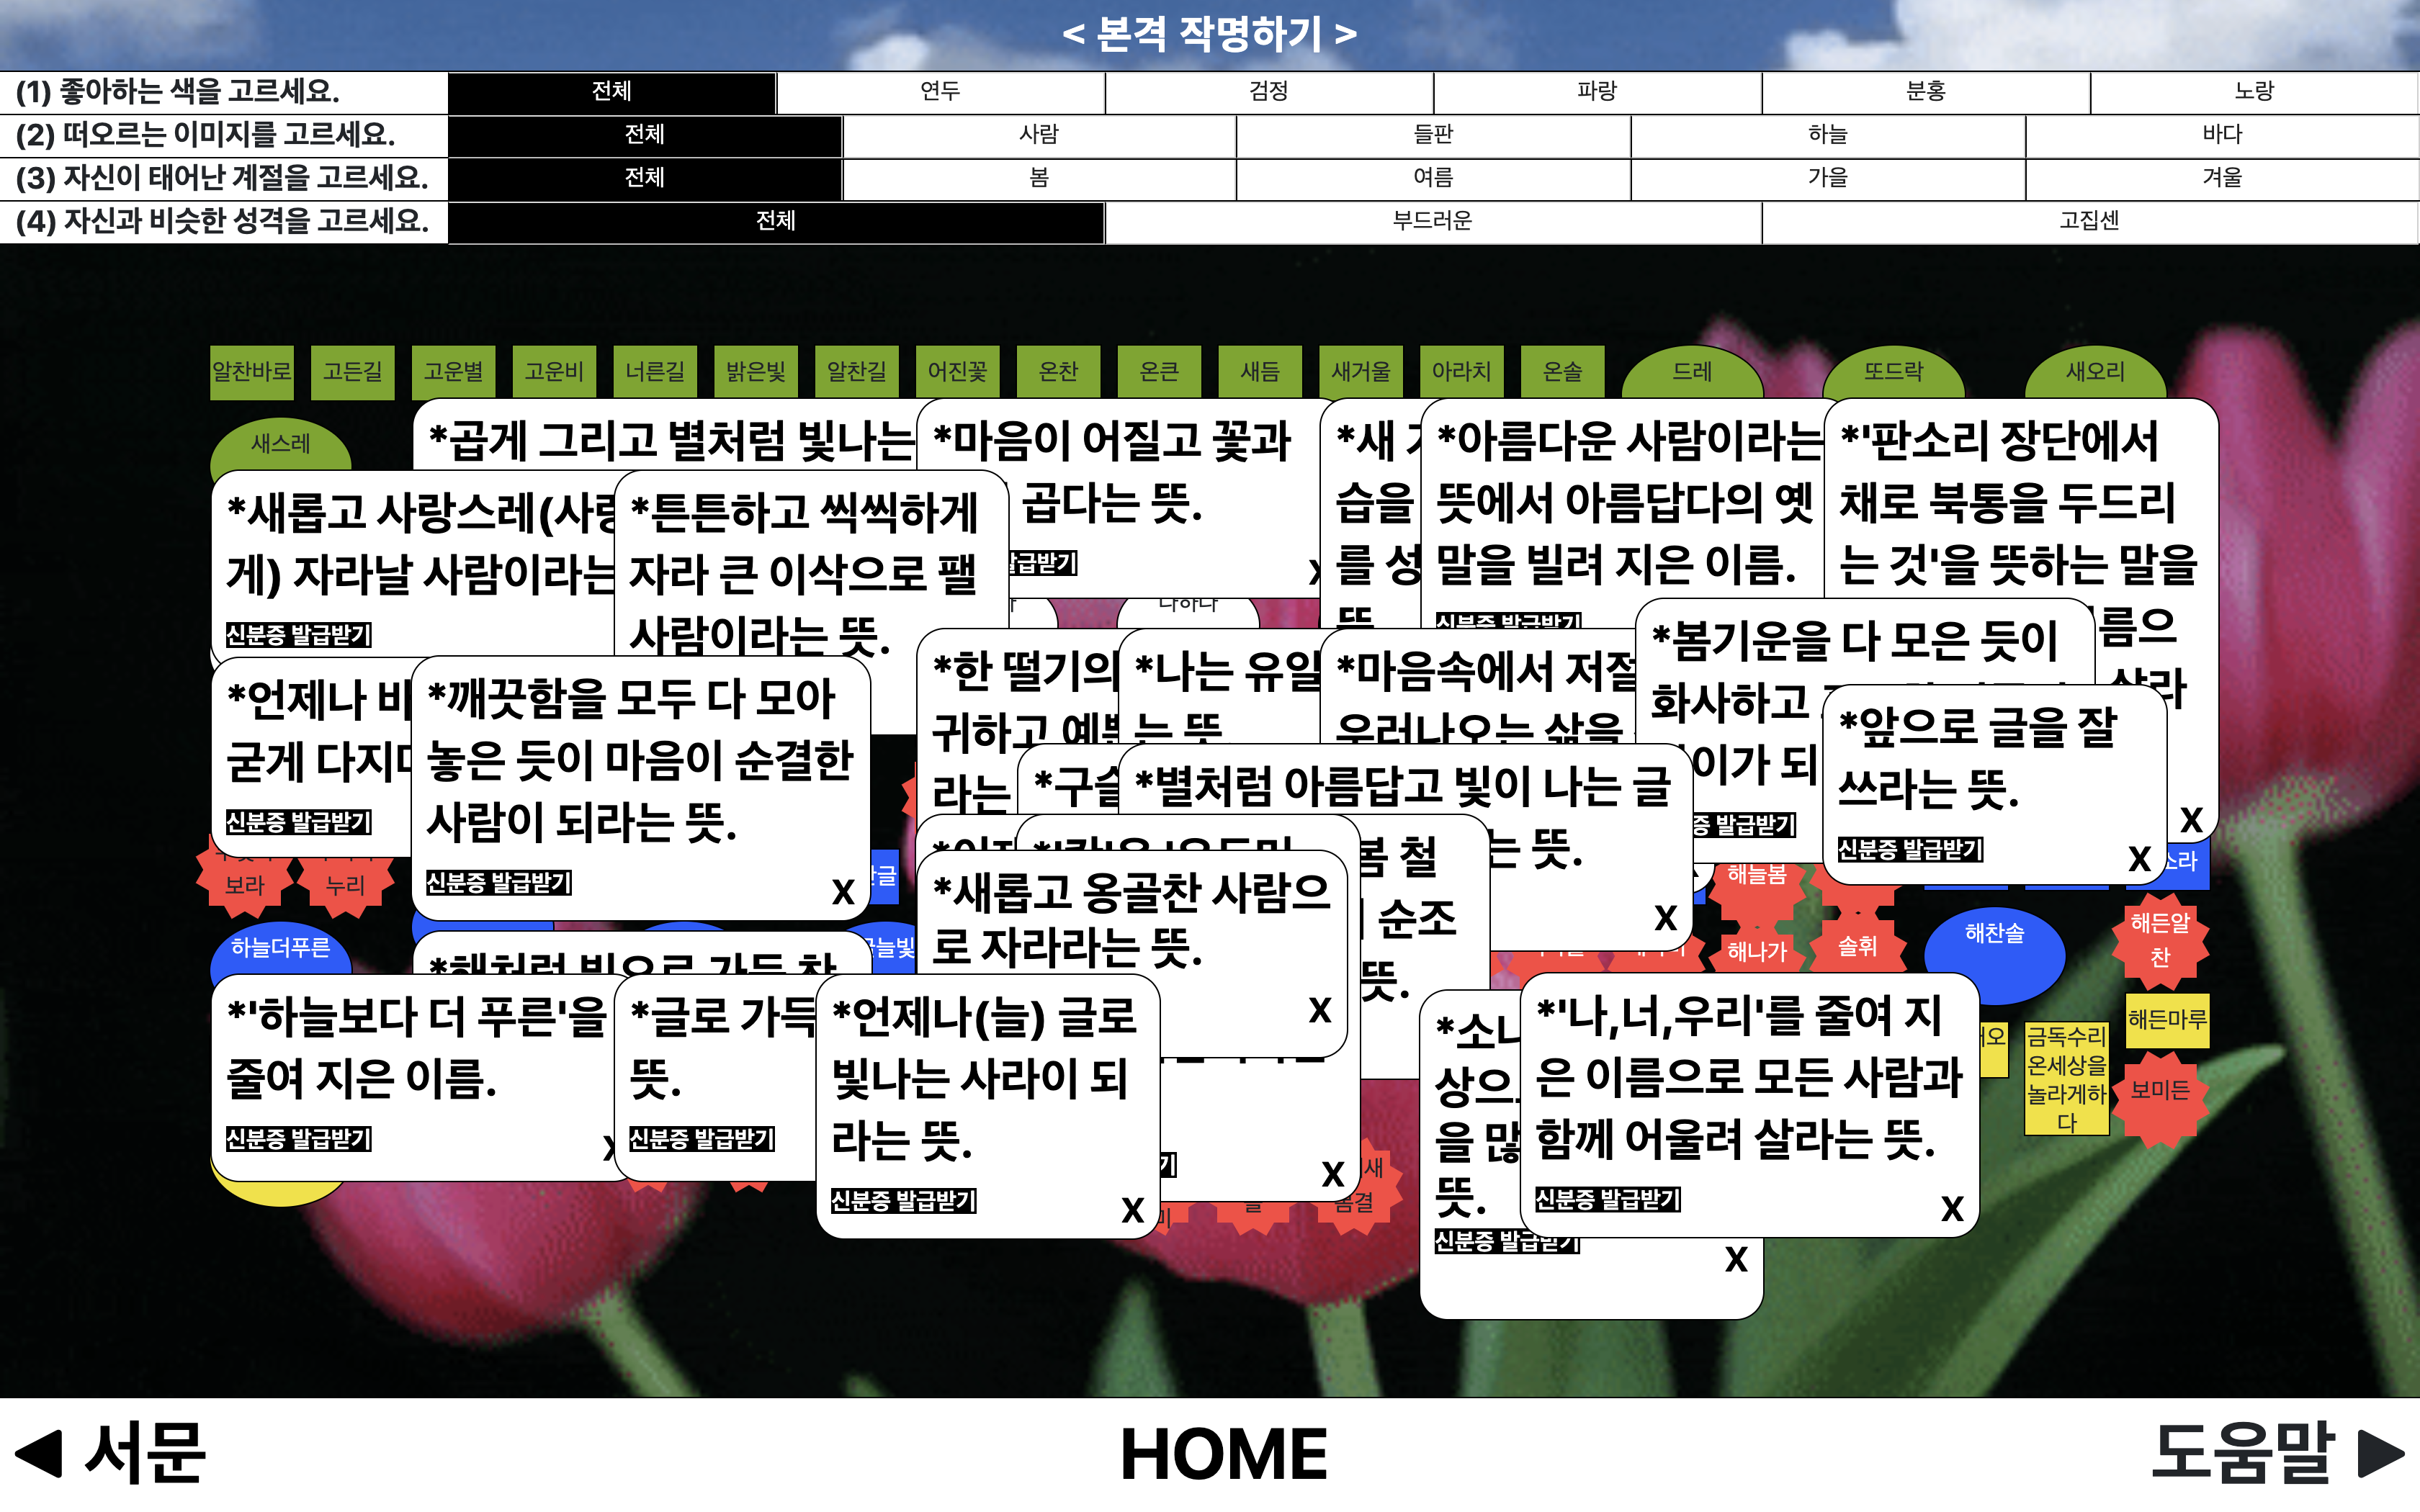 < 본격 작명하기 >
(1) 좋아하는 색을 고르세요. 전체 연두 검정 파랑 분홍 노랑
(2) 떠오르는 이미지를 고르세요. 전체 사람 들판 하늘 바다
(3) 자신이 태어난 계절을 고르세요. 전체 봄 여름 가을 겨울
(4) 자신과 비슷한 성격을 고르세요. 전체 부드러운 고집센
알찬바로 고든길 고운별 고운비 너른길 밝은빛 알찬길 어진꽃 온찬 온큰 새듬 새거울 아라치 온솔 드레 또드락 새오리
새스레
*곱게 그리고 별처럼 빛나는
*마음이 어질고 꽃과
곱다는 뜻.
*새
습을
를 성
뜻
*아름다운 사람이라는
뜻에서 아름답다의 옛
말을 빌려 지은 이름.
신분증 발급받기
*'판소리 장단에서
채로 북통을 두드리
는 것'을 뜻하는 말을
름으
살라
X
*새롭고 사랑스레(사랑
게) 자라날 사람이라는
신분증 발급받기
*튼튼하고 씩씩하게
자라 큰 이삭으로 팰
사람이라는 뜻.
발급받기
다하나
*언제나 바
굳게 다지며
신분증 발급받기
*깨끗함을 모두 다 모아
놓은 듯이 마음이 순결한
사람이 되라는 뜻.
신분증 발급받기
X
*한 떨기의
귀하고 예쁘
라는
*나는 유일
는 뜻
*마음속에서 저절
우러나오는 삶을
*봄기운을 다 모은 듯이
화사하고
이가 되
증 발급받기
*앞으로 글을 잘
쓰라는 뜻.
신분증 발급받기
X
*구슬
*별처럼 아름답고 빛이 나는 글
는 뜻.
X
봄 철
순조
뜻.
*새롭고 옹골찬 사람으
로 자라라는 뜻.
X
보라
누리
해늘봄
소라
하늘더푸른
해나가
솔휘
해찬솔
해든알
찬
*해처럼 빛으로 가득 찬
*'하늘보다 더 푸른'을
줄여 지은 이름.
신분증 발급받기
*글로 가득
뜻.
신분증 발급받기
*언제나(늘) 글로
빛나는 사라이 되
라는 뜻.
신분증 발급받기
X
X
*소나
상으
을 많
뜻.
신분증 발급받기
X
*'나,너,우리'를 줄여 지
은 이름으로 모든 사람과
함께 어울려 살라는 뜻.
신분증 발급받기
X
금독수리
온세상을
놀라게하
다
해든마루
보미든
◀ 서문 HOME 도움말 ▶